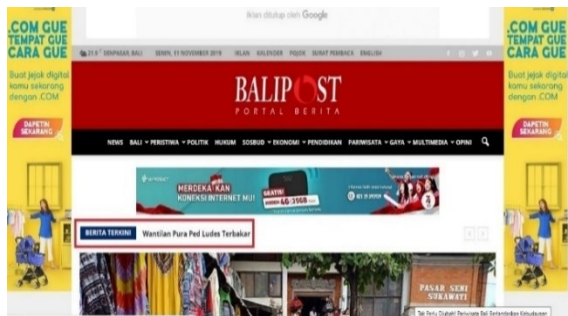 Iklan ditutup oleh Google
.COM GUE
TEMPAT GUE
CARA GUE
Buat jejak digital
kamu sekarang
dengan .COM
DAPETIN
SEKARANG
DENPASAR, BALI SENIN, 11 NOVEMBER 2019 IKLAN KALENDER POJOK SURAT PEMBACA ENGLISH
BALIPOST
PORTAL BERITA
NEWS BALI PERISTIWA POLITIK HUKUM SOSBUD EKONOMI PENDIDIKAN PARIWISATA GAYA MULTIMEDIA OPINI
MERDEKA'KAN
KONEKSI INTERNET MU!
GRATIS!
BERITA TERKINI Wantilan Pura Ped Ludes Terbakar
PASAR SENI
SUKAWATI
.COM GUE
TEMPAT GUE
CARA GUE
Buat jejak digital
kamu sekarang
dengan .COM
DAPETIN
SEKARANG